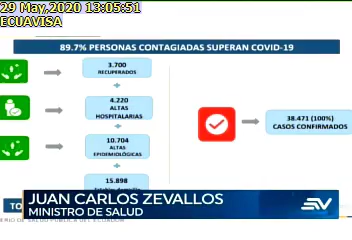 29 May,2020 13:05:51
ECUAVISA
89.7% PERSONAS CONTAGIADAS SUPERAN COVID-19
3.700
RECUPERADOS
4.220
ALTAS
HOSPITALARIAS
10.704
ALTAS
EPIDEMIOLÓGICAS
15.898
38.471 (100%)
CASOS CONFIRMADOS
TO
JUAN CARLOS ZEVALLOS
MINISTRO DE SALUD